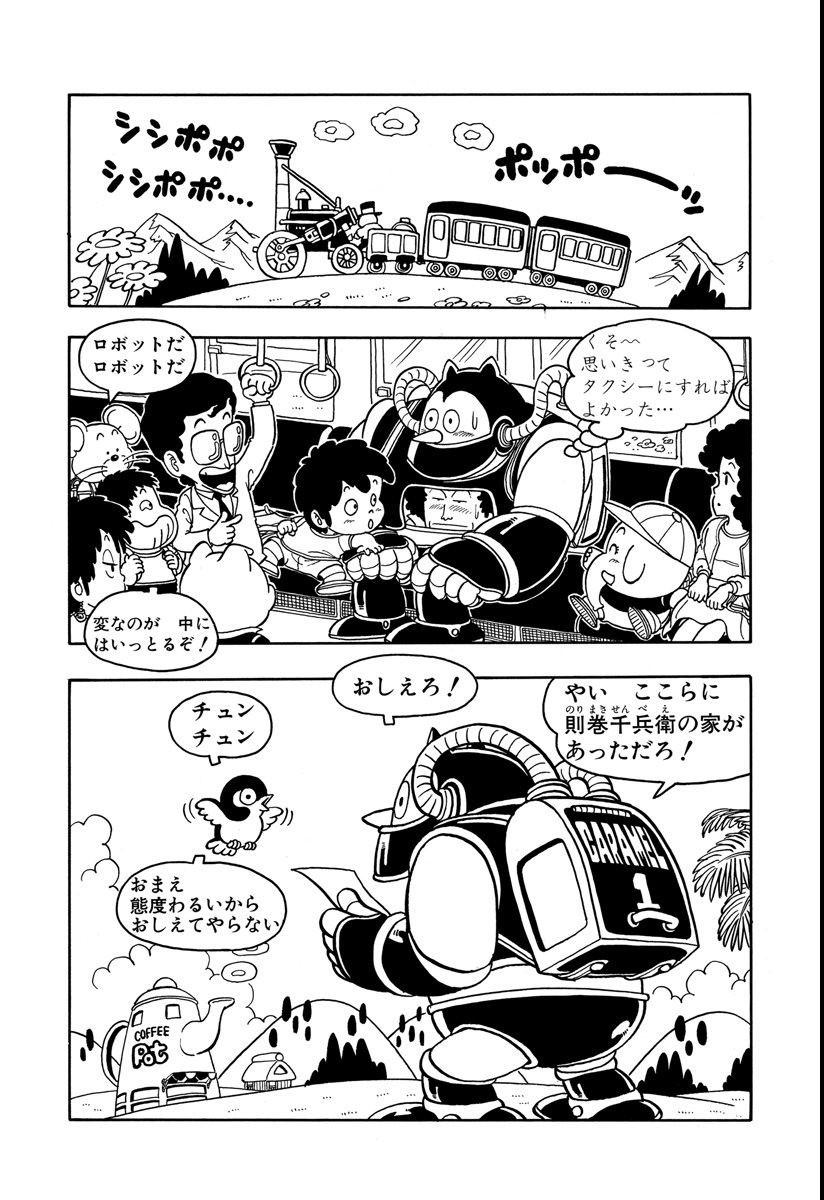 シシポポ
シシポポ‥‥
ポッポーーッ
ロボットだ
ロボットだ
くそ〜〜
思いきって
タクシーにすれば
よかった…
変なのが 中に
はいっとるぞ！
やい ここらに
則巻千兵衛の家が
のりまきせんべえ
あっただろ！
おしえろ！
チュン
チュン
おまえ
態度わるいから
おしえてやらない
CARAMEL
1
COFFEE
Pot